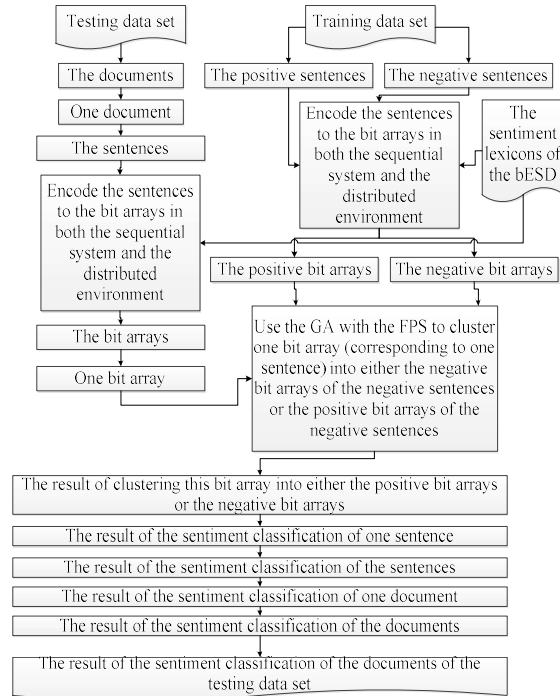 Testing data set
Training data set
The documents
The positive sentences
The negative sentences
One document
The sentences
Encode the sentences
to the bit arrays in
both the sequential
system and the
distributed
environment
The
sentiment
lexicons of
the bESD
Encode the sentences
to the bit arrays in
both the sequential
system and the
distributed
environment
The positive bit arrays
The negative bit arrays
The bit arrays
One bit array
Use the GA with the FPS to cluster
one bit array (corresponding to one
sentence) into either the negative
bit arrays of the negative sentences
or the positive bit arrays of the
negative sentences
The result of clustering this bit array into either the positive bit arrays
or the negative bit arrays
The result of the sentiment classification of one sentence
The result of the sentiment classification of the sentences
The result of the sentiment classification of one document
The result of the sentiment classification of the documents
The result of the sentiment classification of the documents of the
testing data set